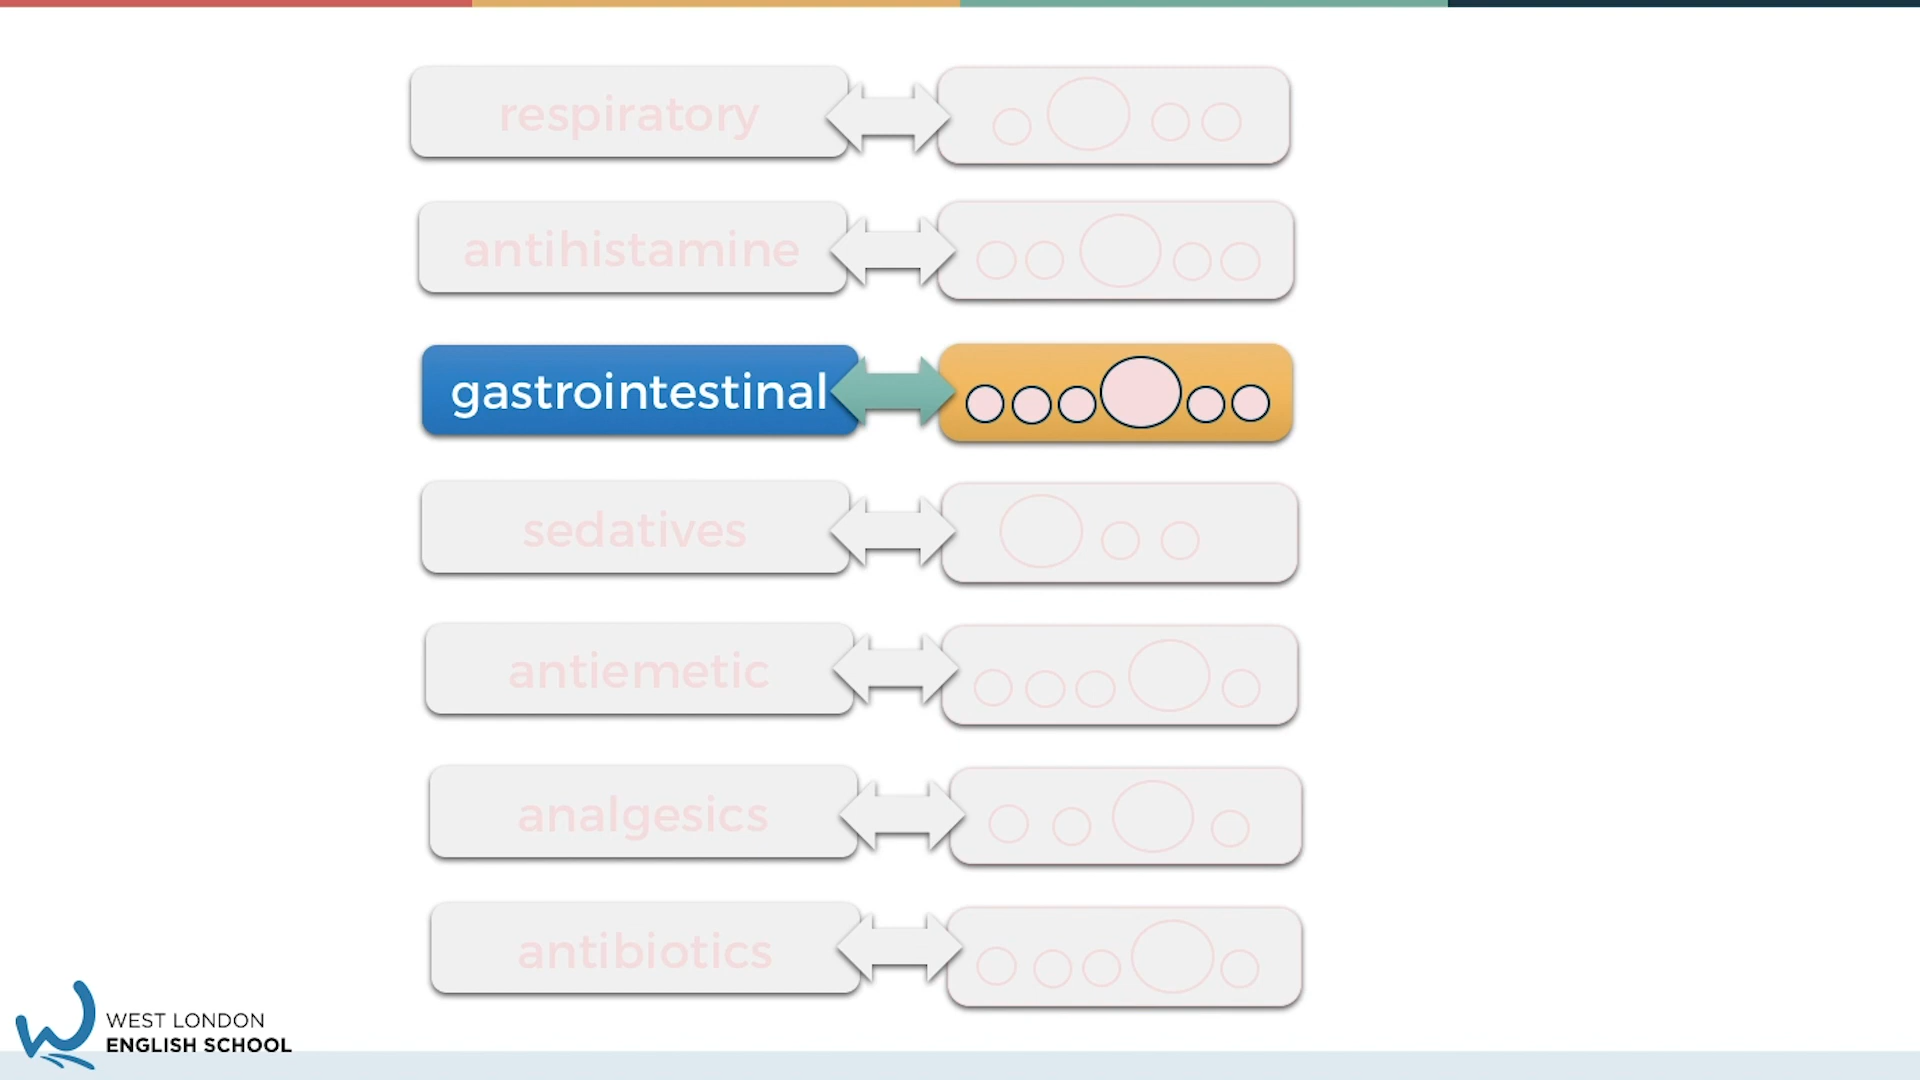 respiratory
antihistamine
gastrointestinal
sedatives
antiemetic
analgesics
antibiotics
WEST LONDON
ENGLISH SCHOOL